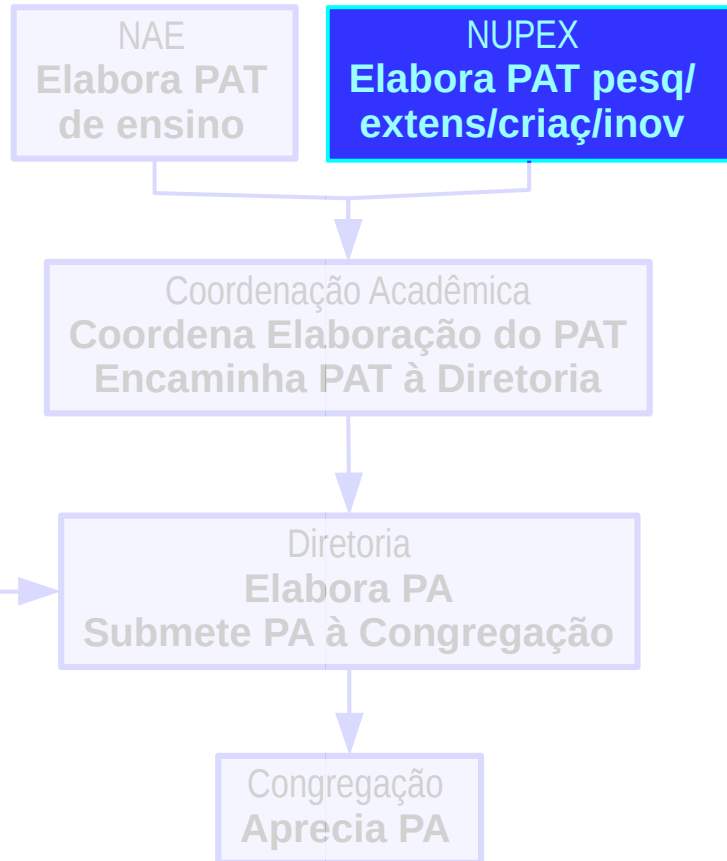 NAE
Elabora PAT
de ensino
NUPEX
Elabora PAT pesq/
extens/criaç/inov
Coordenação Acadêmica
Coordena Elaboração do PAT
Encaminha PAT à Diretoria
Diretoria
Elabora PA
Submete PA à Congregação
Congregação
Aprecia PA